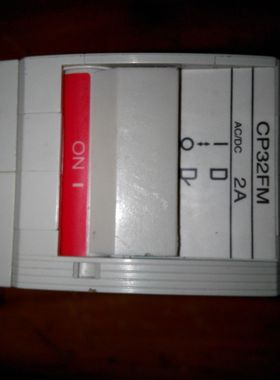 CP32FM
AC/DC 2A
I ON